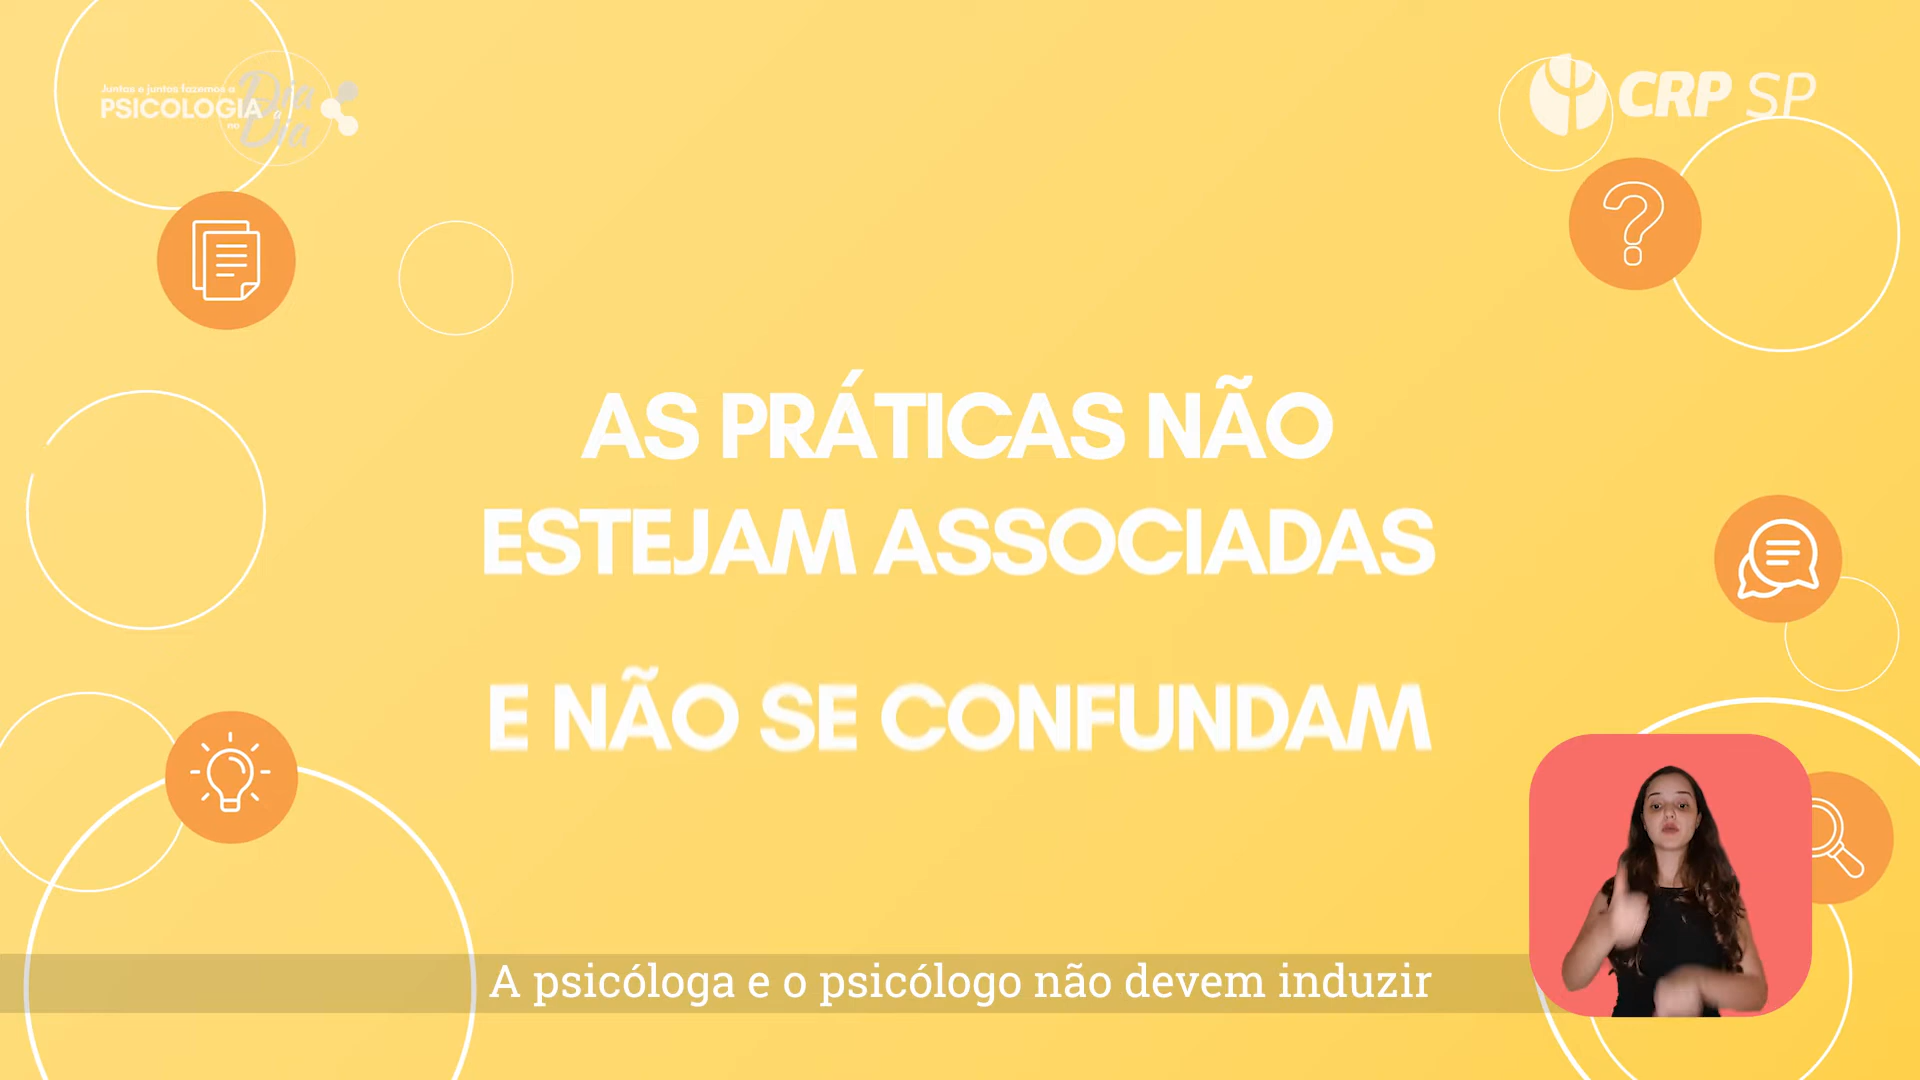 Juntas e juntos fazemos a
PSICOLOGIA
no
Dia
a
Dia
CRP SP
AS PRÁTICAS NÃO
ESTEJAM ASSOCIADAS
E NÃO SE CONFUNDAM
A psicóloga e o psicólogo não devem induzir